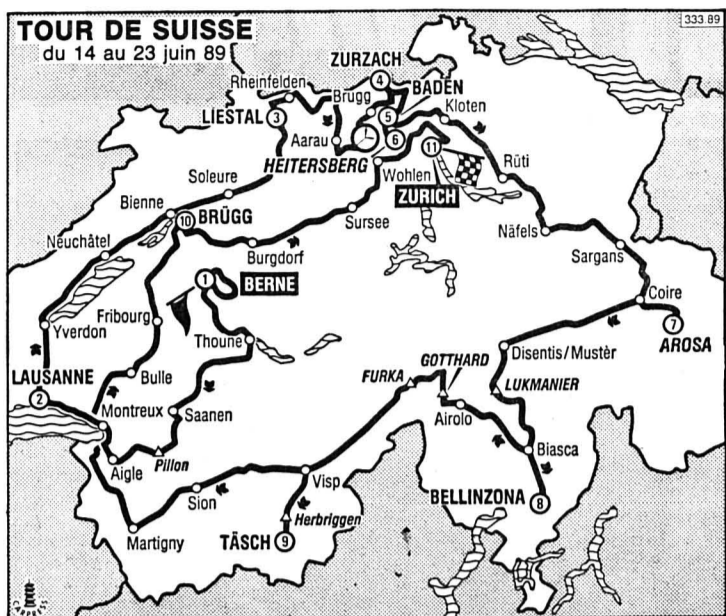 TOUR DE SUISSE
du 14 au 23 juin 89
333.89
ZURZACH
4
Rheinfelden
Brugg
BADEN
5
Kloten
LIESTAL 3
Aarau
6
11
HEITERSBERG
Wohlen
Rüti
ZURICH
Soleure
Bienne
10 BRÜGG
Sursee
Näfels
Neuchâtel
Burgdorf
Sargans
1
BERNE
Coire
Fribourg
Yverdon
Thoune
7
AROSA
Disentis/Mustèr
LAUSANNE
2
Bulle
FURKA
GOTTHARD
LUKMANIER
Montreux
Saanen
Airolo
Aigle
Pillon
Biasca
Visp
Sion
BELLINZONA
8
Herbriggen
Martigny
TÄSCH 9
CARPRESS